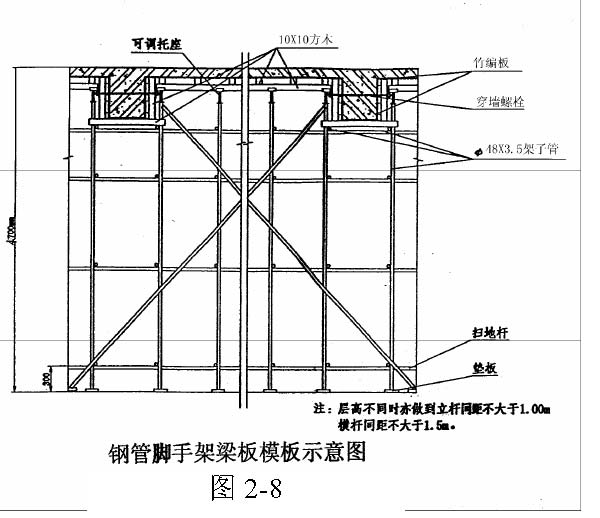 可调托座
10X10方木
竹编板
穿墙螺栓
φ48X3.5架子管
4700mm
扫地杆
300
垫板
注：层高不同时亦做到立杆间距不大于1.00m
横杆间距不大于1.5m。
钢管脚手架梁板模板示意图
图 2-8